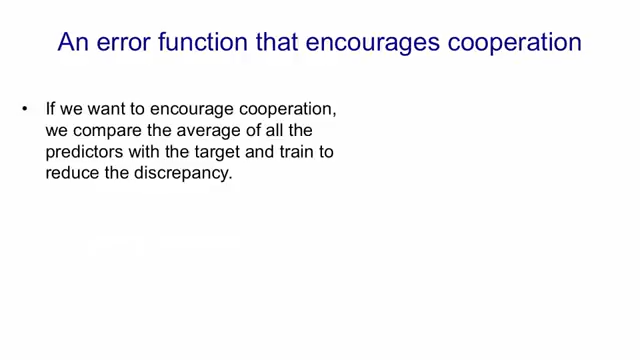 An error function that encourages cooperation
• If we want to encourage cooperation,
we compare the average of all the
predictors with the target and train to
reduce the discrepancy.